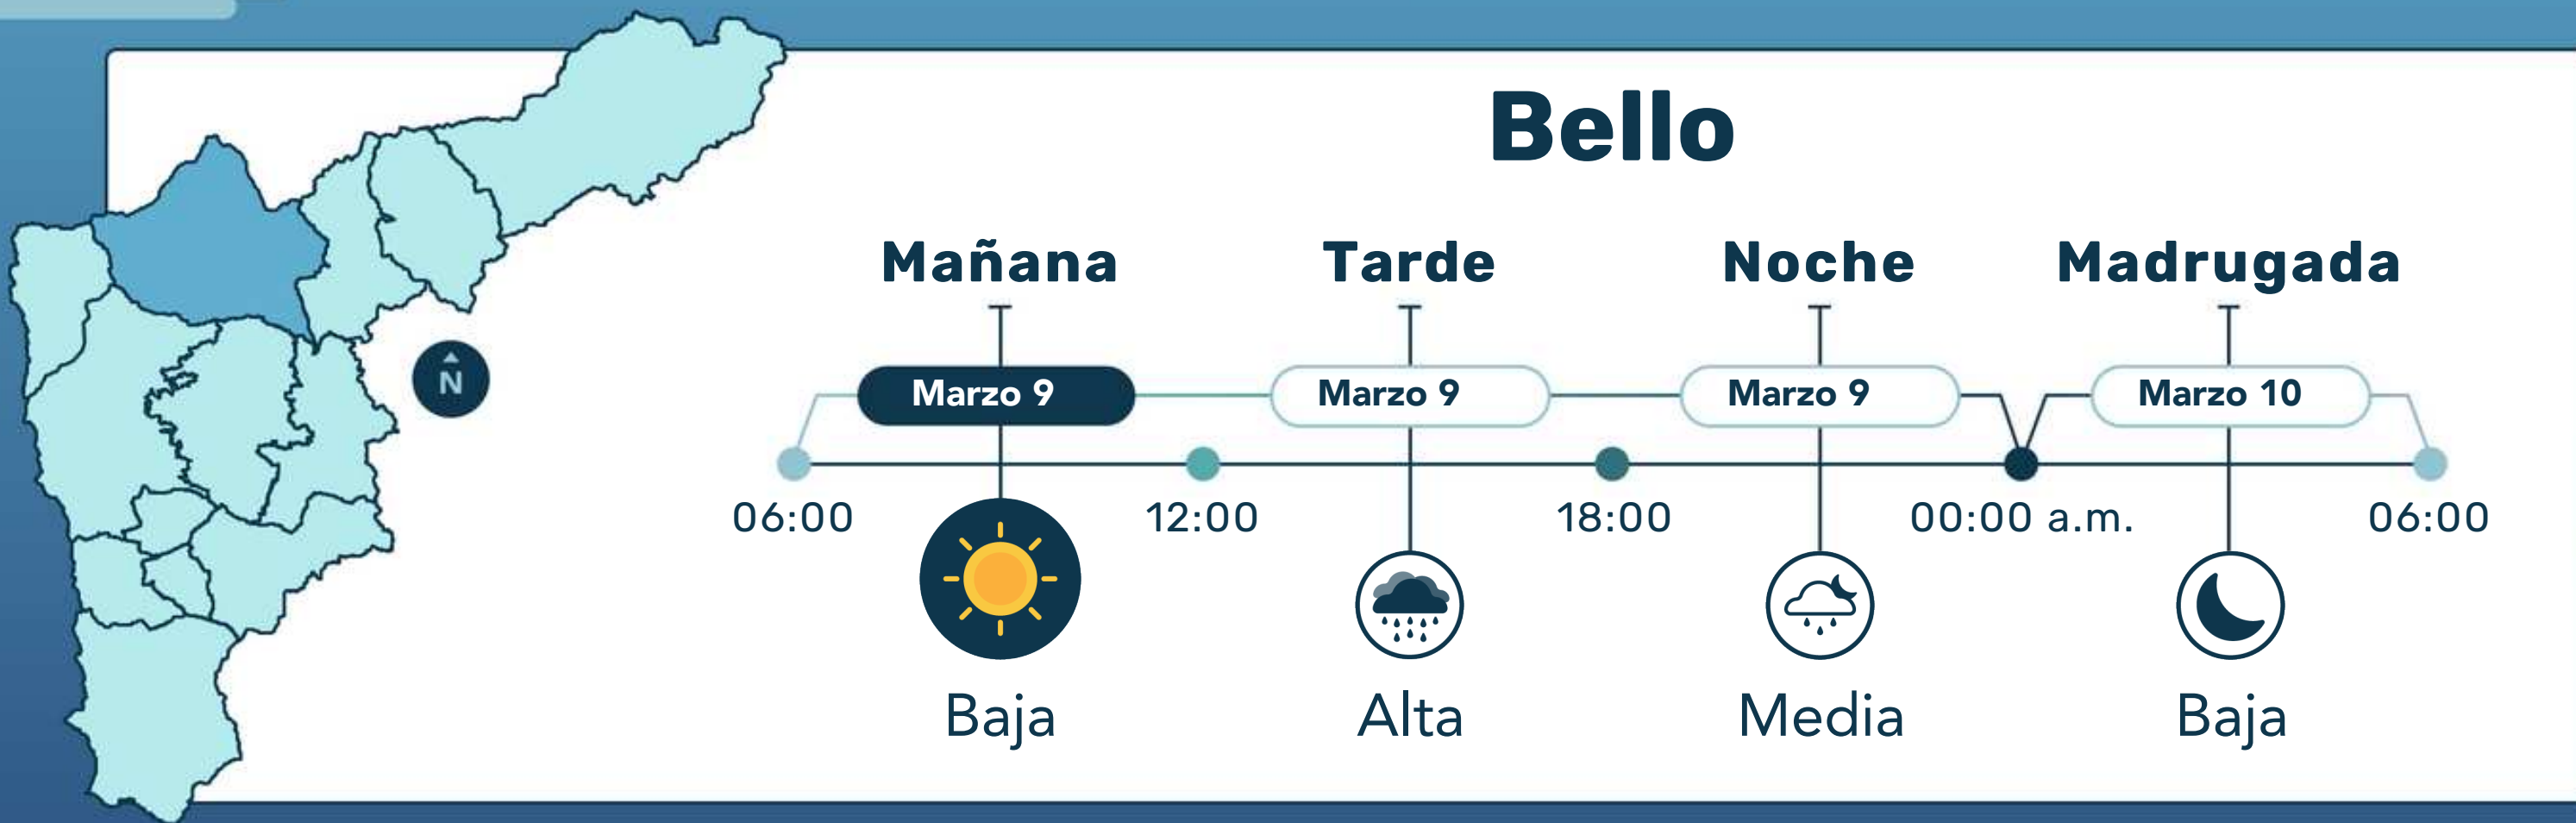 Bello
Mañana Tarde Noche Madrugada
N
Marzo 9 Marzo 9 Marzo 9 Marzo 10
06:00 12:00 18:00 00:00 a.m. 06:00
Baja Alta Media Baja